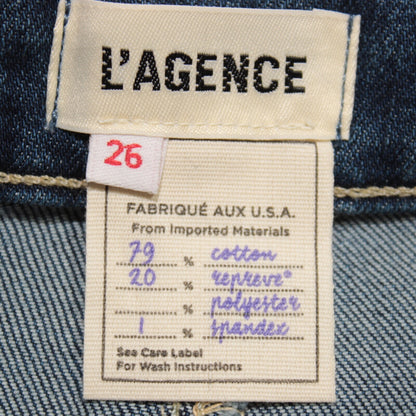 L'AGENCE
26
FABRIQUÉ AUX U.S.A.
From Imported Materials
79 % cotton
20 % repreve®
% polyester
1 % spandex
See Care Label
For Wash Instructions